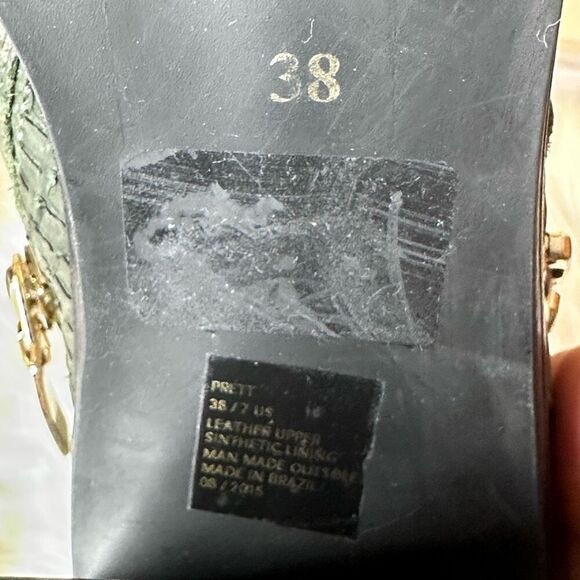 38
PRETT
38 / 7 US
LEATHER UPPER
SINTHETIC LINING
MAN MADE OUTSOLE
MADE IN BRAZIL
08 / 2015